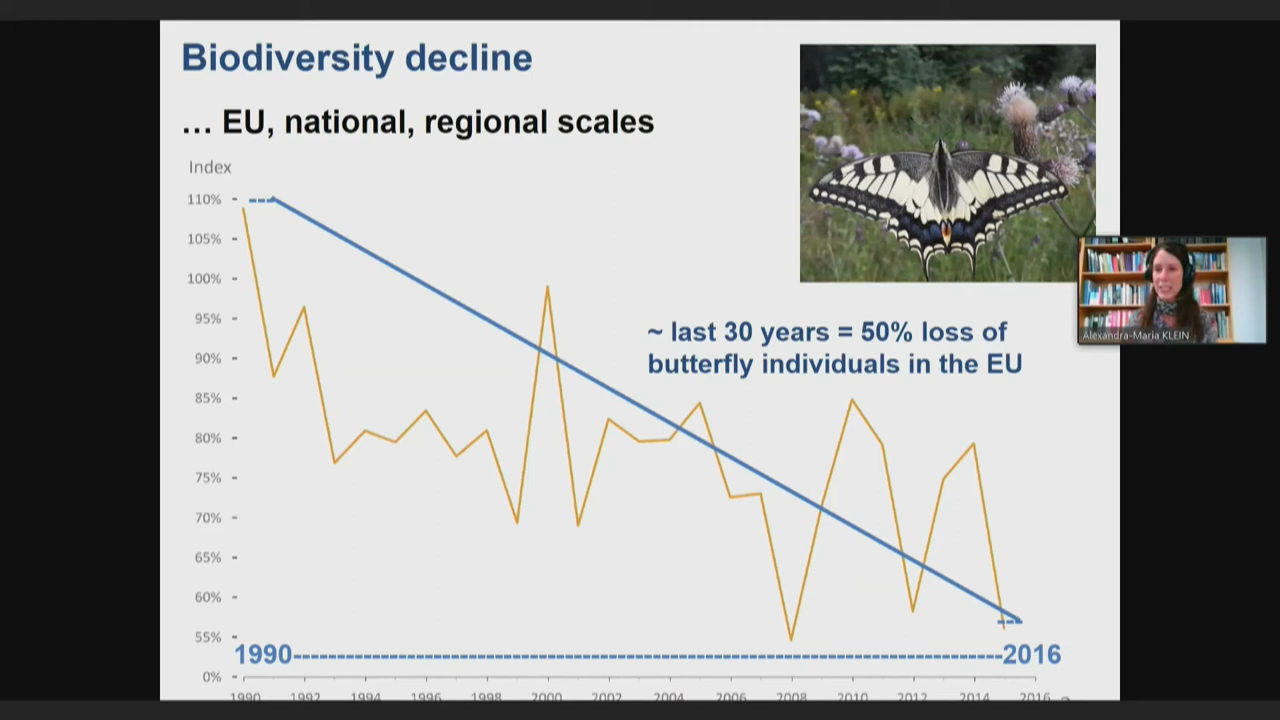 Biodiversity decline
… EU, national, regional scales
Index
110%
105%
100%
95%
90%
85%
80%
75%
70%
65%
60%
55%
0%
~ last 30 years = 50% loss of
butterfly individuals in the EU
Alexandra-Maria KLEIN
1990 2016
1990 1992 1994 1996 1998 2000 2002 2004 2006 2008 2010 2012 2014 2016